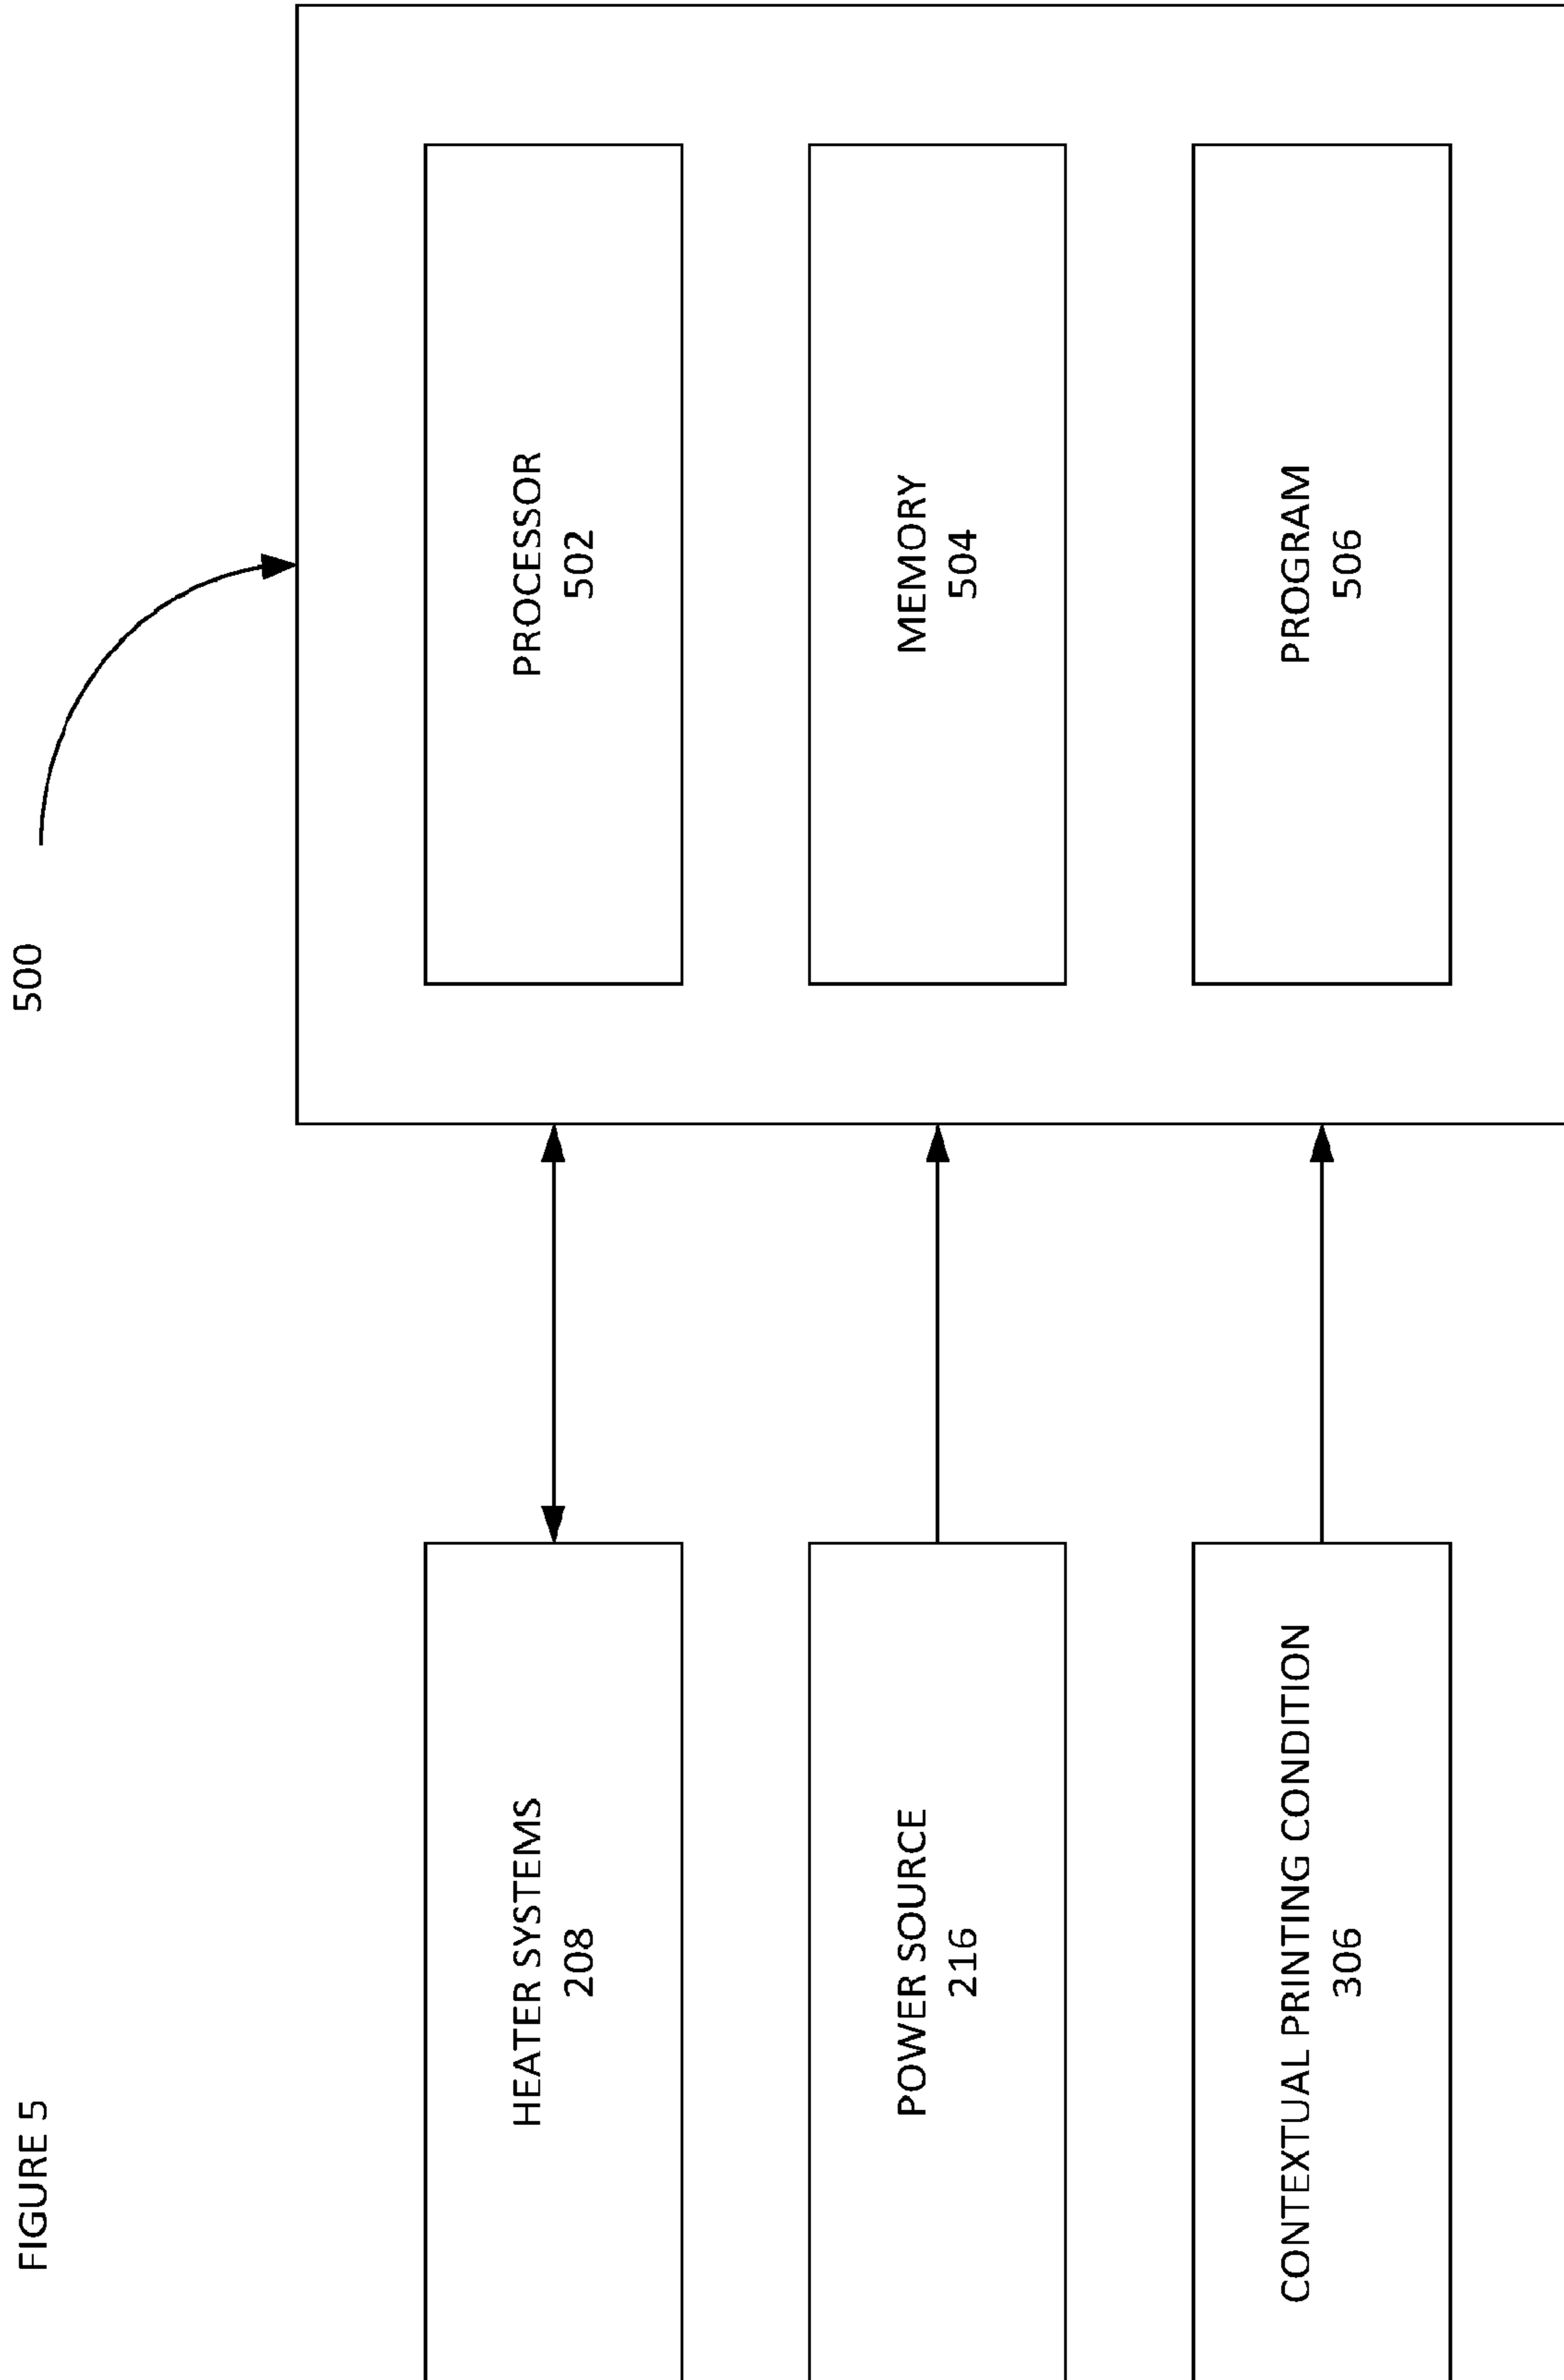 FIGURE 5
500
HEATER SYSTEMS
208
PROCESSOR
502
POWER SOURCE
216
MEMORY
504
CONTEXTUAL PRINTING CONDITION
306
PROGRAM
506